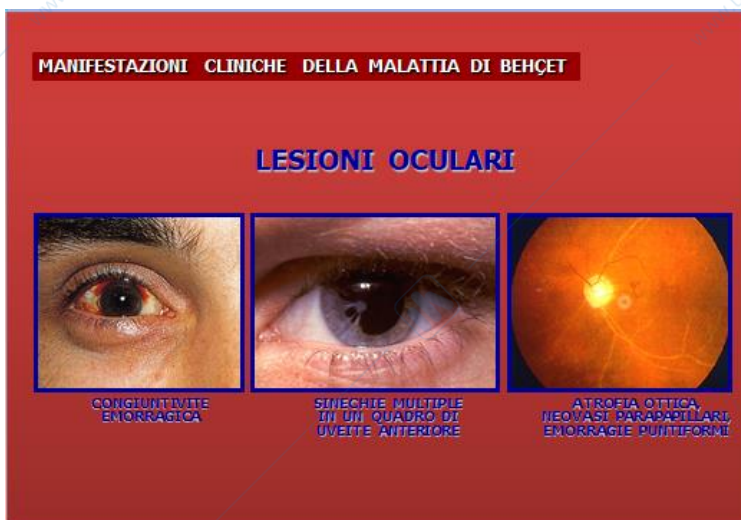 MANIFESTAZIONI CLINICHE DELLA MALATTIA DI BEHÇET
LESIONI OCULARI
CONGIUNTIVITE
EMORRAGICA
SINECHIE MULTIPLE
IN UN QUADRO DI
UVEITE ANTERIORE
ATROFIA OTTICA,
NEOVASI PARAPAPILLARI,
EMORRAGIE PUNTIFORMI